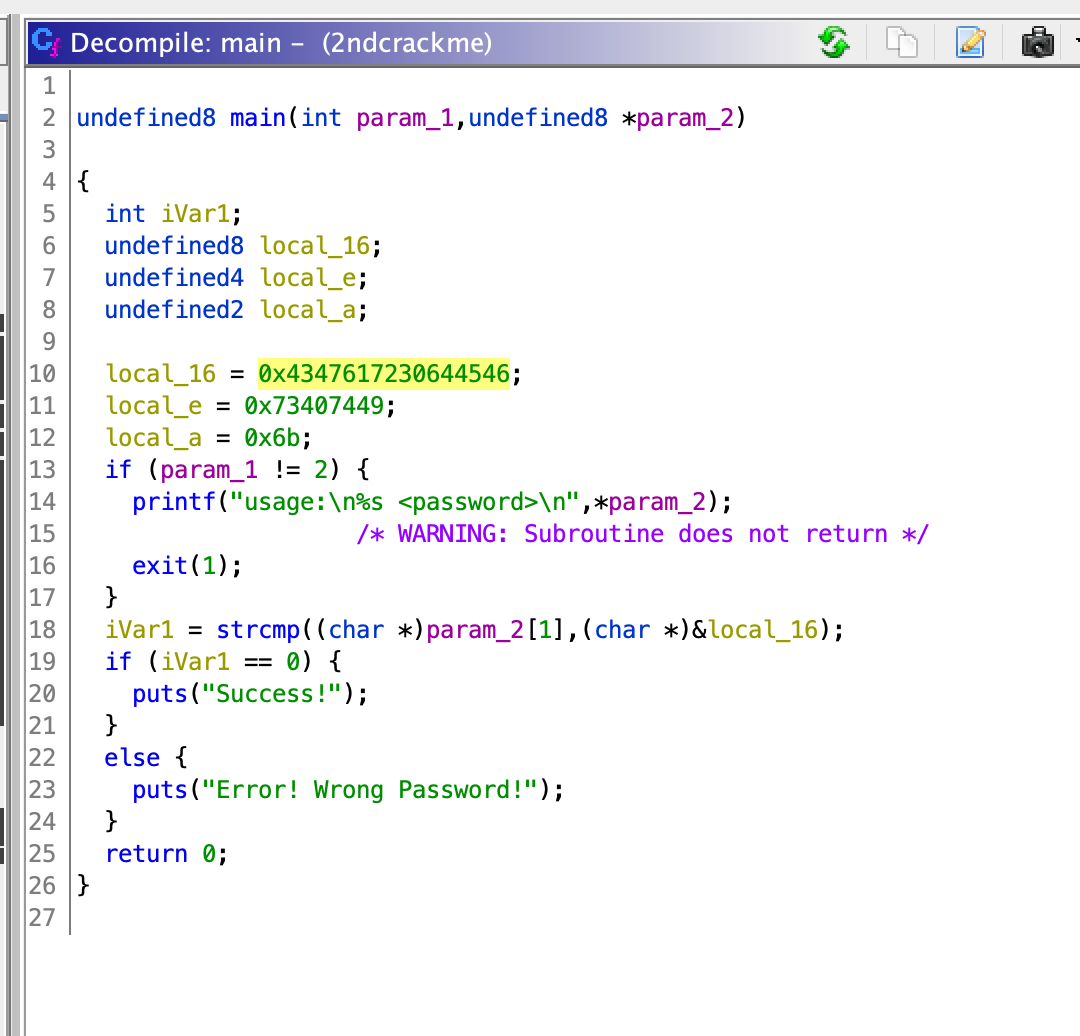 Decompile: main - (2ndcrackme)
1
2 undefined8 main(int param_1,undefined8 *param_2)
3
4 {
5   int iVar1;
6   undefined8 local_16;
7   undefined4 local_e;
8   undefined2 local_a;
9
10   local_16 = 0x4347617230644546;
11   local_e = 0x73407449;
12   local_a = 0x6b;
13   if (param_1 != 2) {
14     printf("usage:\n%s <password>\n",*param_2);
15                     /* WARNING: Subroutine does not return */
16     exit(1);
17   }
18   iVar1 = strcmp((char *)param_2[1],(char *)&local_16);
19   if (iVar1 == 0) {
20     puts("Success!");
21   }
22   else {
23     puts("Error! Wrong Password!");
24   }
25   return 0;
26 }
27